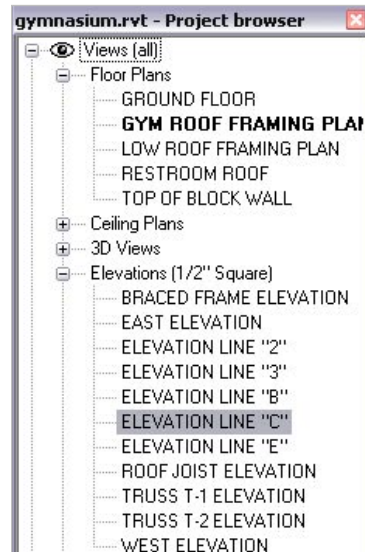 gymnasium.rvt - Project browser
Views (all)
Floor Plans
GROUND FLOOR
GYM ROOF FRAMING PLAN
LOW ROOF FRAMING PLAN
RESTROOM ROOF
TOP OF BLOCK WALL
Ceiling Plans
3D Views
Elevations (1/2" Square)
BRACED FRAME ELEVATION
EAST ELEVATION
ELEVATION LINE "2"
ELEVATION LINE "3"
ELEVATION LINE "B"
ELEVATION LINE "C"
ELEVATION LINE "E"
ROOF JOIST ELEVATION
TRUSS T-1 ELEVATION
TRUSS T-2 ELEVATION
WEST ELEVATION